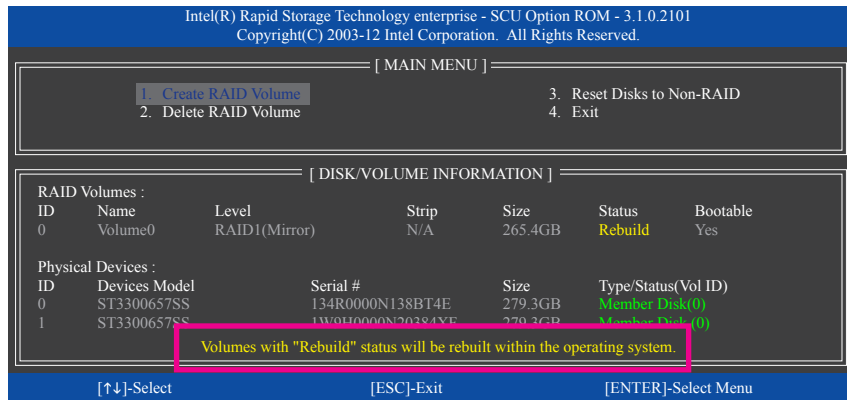 Intel(R) Rapid Storage Technology enterprise - SCU Option ROM - 3.1.0.2101
Copyright(C) 2003-12 Intel Corporation. All Rights Reserved.
[ MAIN MENU ]
1. Create RAID Volume 3. Reset Disks to Non-RAID
2. Delete RAID Volume 4. Exit
[ DISK/VOLUME INFORMATION ]
RAID Volumes :
ID Name Level Strip Size Status Bootable
0 Volume0 RAID1(Mirror) N/A 265.4GB Rebuild Yes
Physical Devices :
ID Devices Model Serial # Size Type/Status(Vol ID)
0 ST3300657SS 134R0000N138BT4E 279.3GB Member Disk(0)
1 ST3300657SS 1W9H0000N20384YF 279.3GB Member Disk (0)
Volumes with "Rebuild" status will be rebuilt within the operating system.
[↑↓]-Select [ESC]-Exit [ENTER]-Select Menu